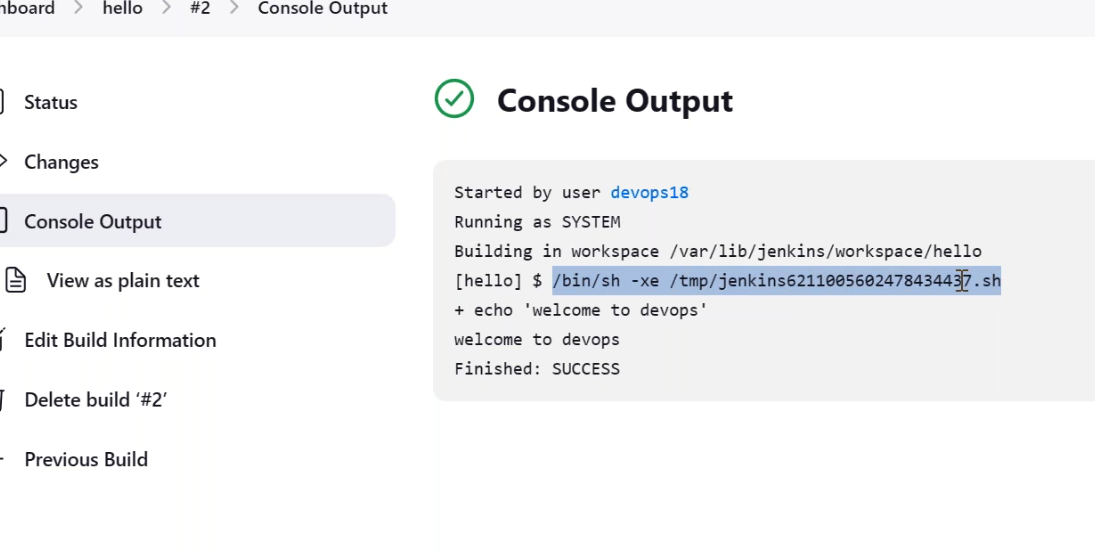 hboard > hello > #2 > Console Output
Status
Changes
Console Output
View as plain text
Edit Build Information
Delete build ‘#2’
Previous Build
Console Output
Started by user devops18
Running as SYSTEM
Building in workspace /var/lib/jenkins/workspace/hello
[hello] $ /bin/sh -xe /tmp/jenkins6211005602478434437.sh
+ echo 'welcome to devops'
welcome to devops
Finished: SUCCESS